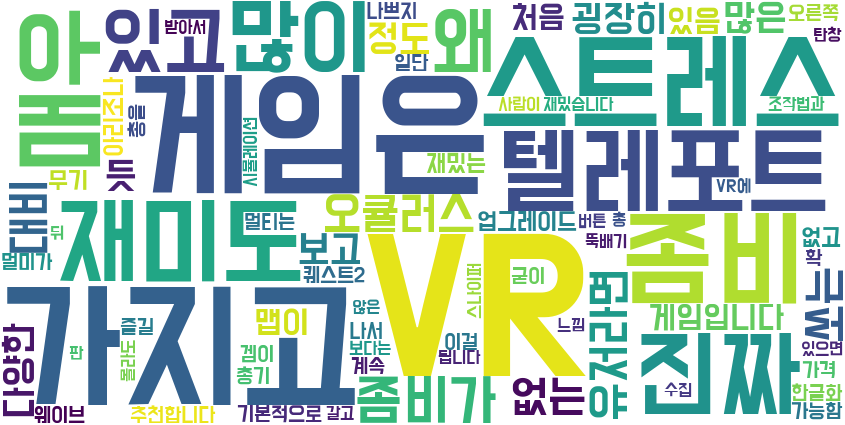 아
있고
받아서
많이
나쁘지
정도
일단
왜
처음
굉장히
있음
많은
오른쪽
탄창
봄
게임은
스트레스
아리조나
총을
듯
무기
시뮬레이션
사람이
재밌습니다
조작법과
재밌는
텔레포트
VR에
대비
뒤
멀미가
재미도
멀티는
보고
퀘스트2
오큘러스
업그레이드
버튼
총
뚝배기
좀비
없고
확
가지고
VR
스나이퍼
굳이
유저라면
게임입니다
다양한
즐길
맵이
않은
나서
보다는
이걸
느낌
진짜
있으면
판
몰라도
겜이
총기
계속
됩니다
좀비가
없는
수집
가격
한글화
웨이브
추천합니다
기본적으로
갈고
가능함